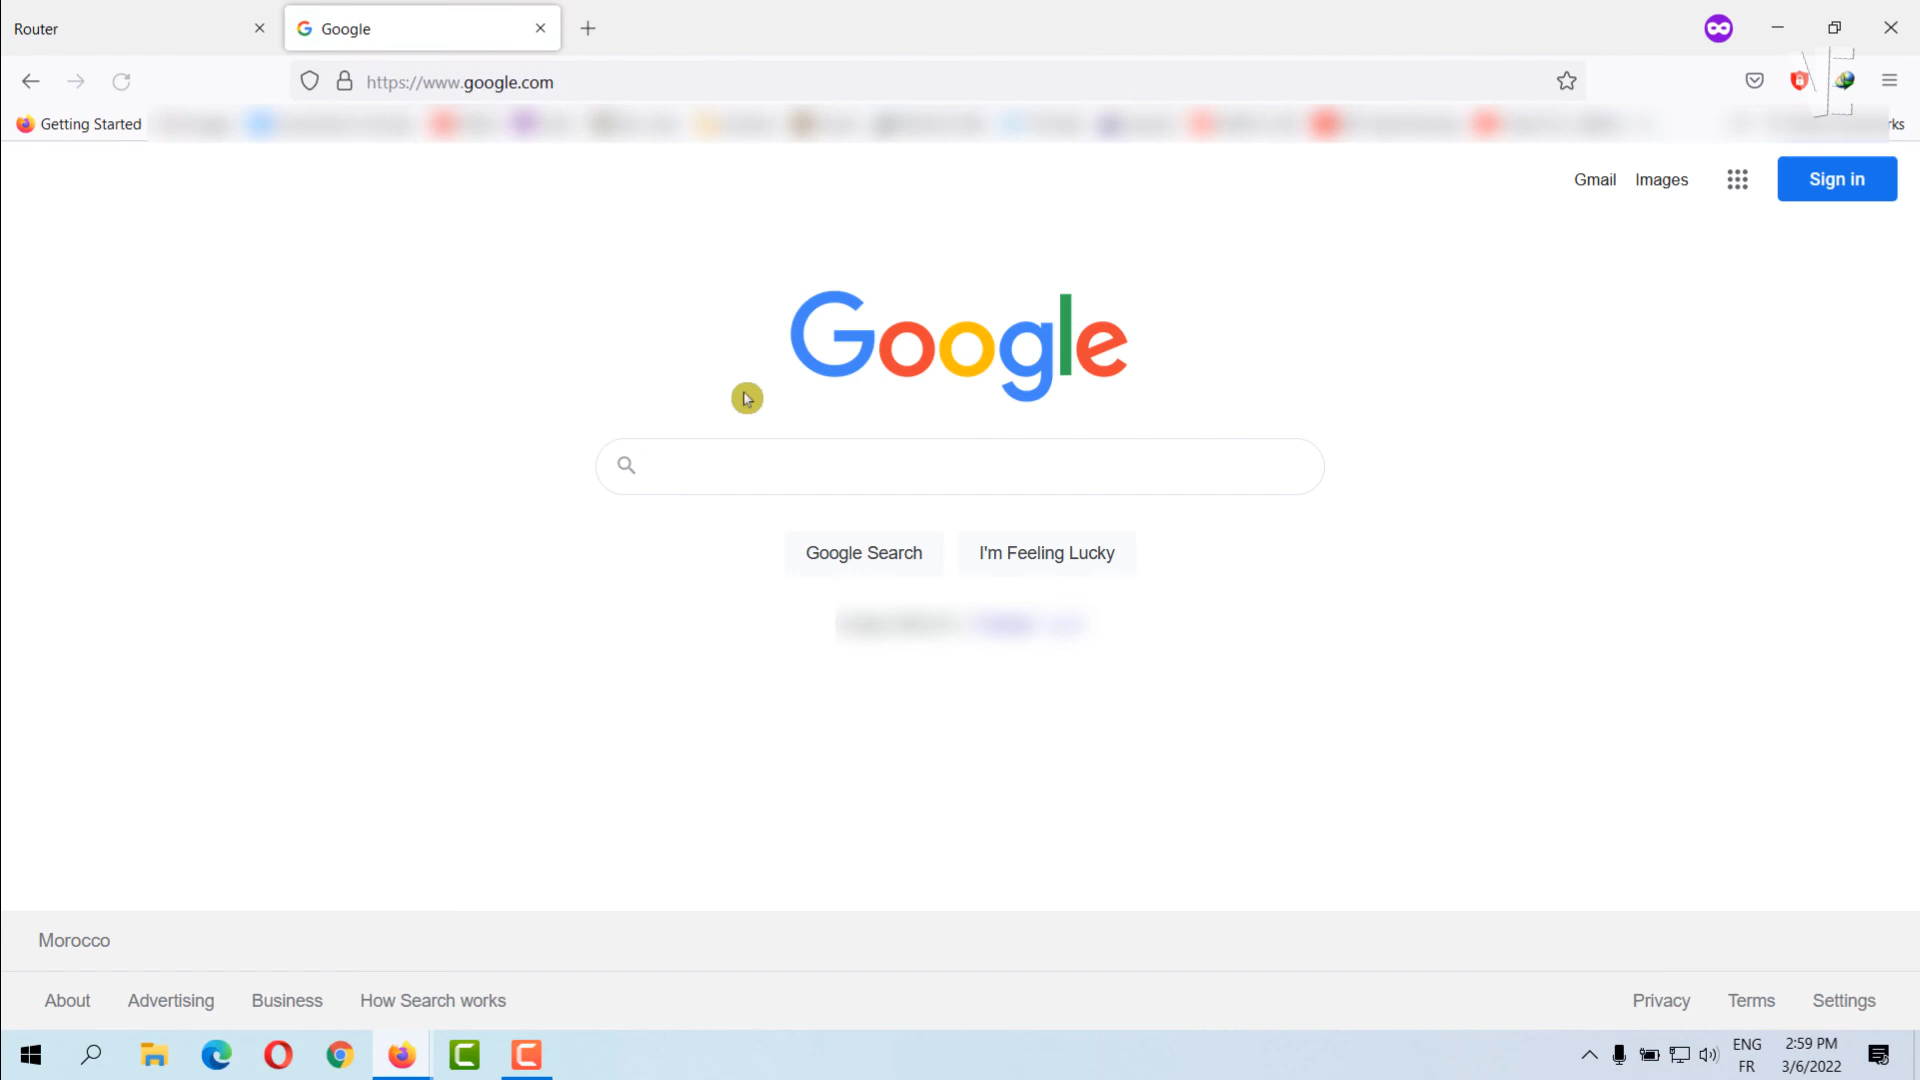 Router
Google
https://www.google.com
Getting Started
rks
Gmail Images Sign in
Google
Google Search I'm Feeling Lucky
Morocco
About Advertising Business How Search works Privacy Terms Settings
ENG 2:59 PM
FR 3/6/2022